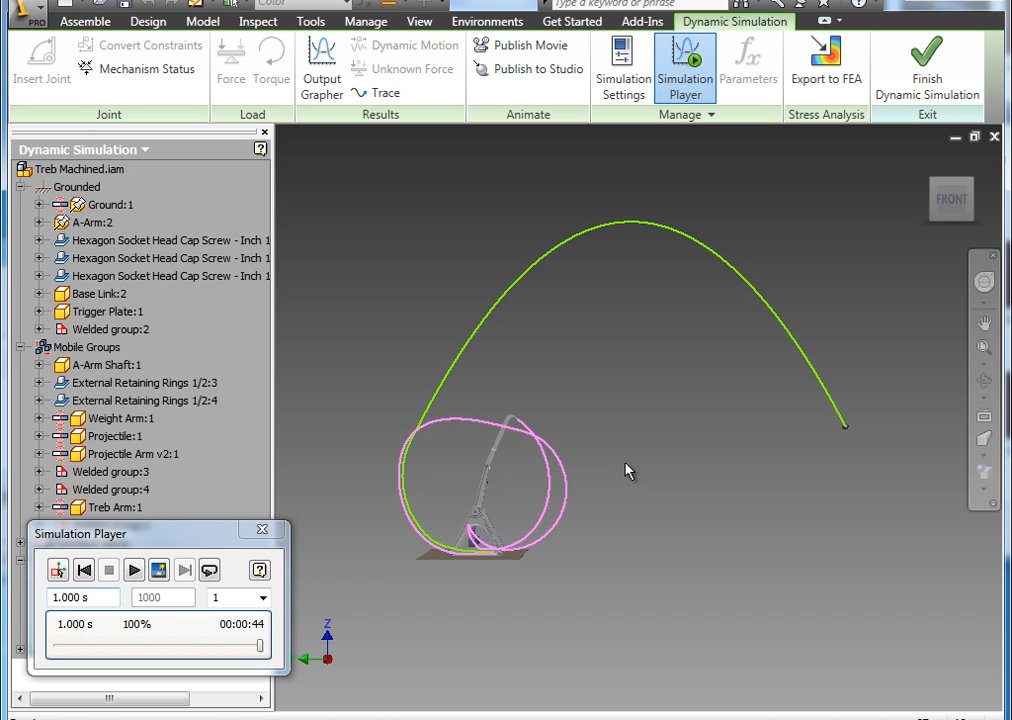 PRO
Color
Type a keyword or phrase
Assemble Design Model Inspect Tools Manage View Environments Get Started Add-Ins Dynamic Simulation
Insert Joint
Convert Constraints
Mechanism Status
Force Torque
Output Grapher
Dynamic Motion
Unknown Force
Trace
Publish Movie
Publish to Studio
Simulation Settings
Simulation Player
fx
Parameters
Export to FEA
Finish
Dynamic Simulation
Joint Load Results Animate Manage Stress Analysis Exit
Dynamic Simulation
Treb Machined.iam
Grounded
Ground:1
A-Arm:2
Hexagon Socket Head Cap Screw - Inch 1
Hexagon Socket Head Cap Screw - Inch 1
Hexagon Socket Head Cap Screw - Inch 1
Base Link:2
Trigger Plate:1
Welded group:2
Mobile Groups
A-Arm Shaft:1
External Retaining Rings 1/2:3
External Retaining Rings 1/2:4
Weight Arm:1
Projectile:1
Projectile Arm v2:1
Welded group:3
Welded group:4
Treb Arm:1
FRONT
Simulation Player
1.000 s 1000 1
1.000 s 100% 00:00:44
Z